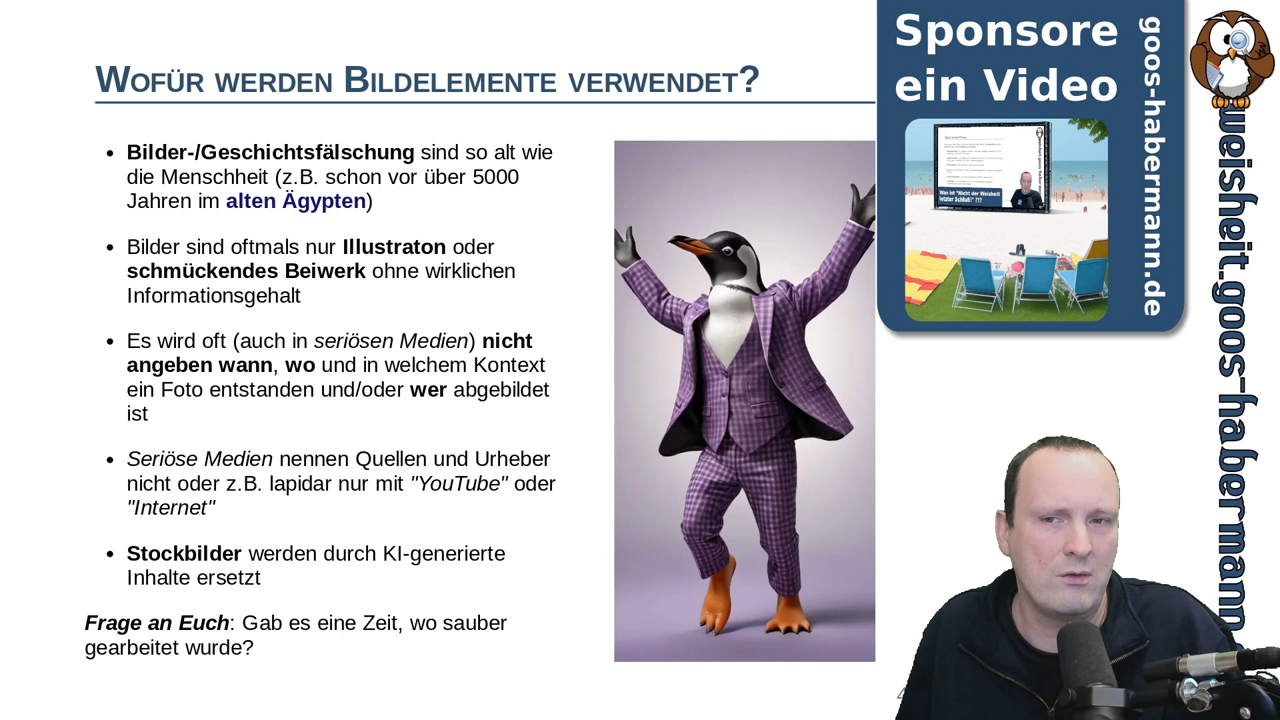 WOFÜR WERDEN BILDELEMENTE VERWENDET?
• Bilder-/Geschichtsfälschung sind so alt wie
die Menschheit (z.B. schon vor über 5000
Jahren im alten Ägypten)
• Bilder sind oftmals nur Illustraton oder
schmückendes Beiwerk ohne wirklichen
Informationsgehalt
• Es wird oft (auch in seriösen Medien) nicht
angeben wann, wo und in welchem Kontext
ein Foto entstanden und/oder wer abgebildet
ist
• Seriöse Medien nennen Quellen und Urheber
nicht oder z.B. lapidar nur mit "YouTube" oder
"Internet"
• Stockbilder werden durch KI-generierte
Inhalte ersetzt
Frage an Euch: Gab es eine Zeit, wo sauber
gearbeitet wurde?
Sponsore
ein Video
goos-habermann.de
Was ist "Nicht der Weisheit
letzter Schluß!" ???
weisheit.goos-habermann